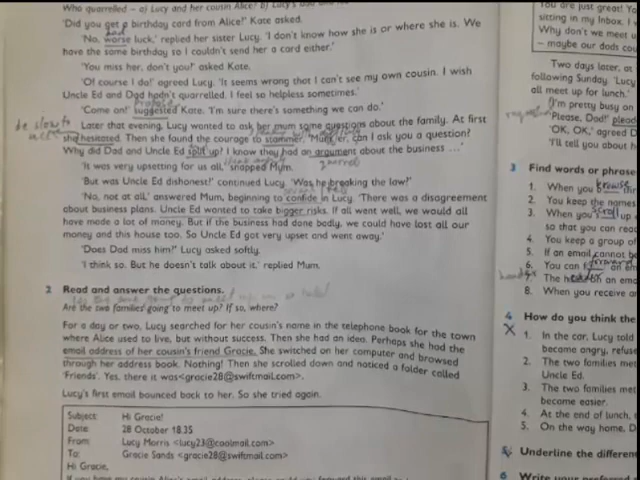 Who quarrelled – a) Lucy and her cousin Alice? b) Lucy's
'Did you get a birthday card from Alice?' Kate asked.
bad
'No, worse luck,' replied her sister Lucy. 'I don't know how she is or where she is. We
have the same birthday so I couldn't send her a card either.'
'You miss her, don't you?' asked Kate.
'Of course I do!' agreed Lucy. 'It seems wrong that I can't see my own cousin. I wish
Uncle Ed and Dad hadn't quarrelled. I feel so helpless sometimes.'
propose
'Come on!' suggested Kate. 'I'm sure there's something we can do.'
be slow to
Later that evening, Lucy wanted to ask her mum some questions about the family. At first
she hesitated. Then she found the courage to stammer. 'Mum, er, can I ask you a question?
Why did Dad and Uncle Ed split up? I know they had an argument about the business ...'
quarrel
'It was very upsetting for us all,' snapped Mum.
'But was Uncle Ed dishonest?' continued Lucy. 'Was he breaking the law?'
'No, not at all,' answered Mum, beginning to confide in Lucy. 'There was a disagreement
about business plans. Uncle Ed wanted to take bigger risks. If all went well, we would all
have made a lot of money. But if the business had done badly, we could have lost all our
money and this house too. So Uncle Ed got very upset and went away.'
'Does Dad miss him?' Lucy asked softly.
'I think so. But he doesn't talk about it,' replied Mum.
2 Read and answer the questions.
Are the two families going to meet up? If so, where?
For a day or two, Lucy searched for her cousin's name in the telephone book for the town
where Alice used to live, but without success. Then she had an idea. Perhaps she had the
email address of her cousin's friend Gracie. She switched on her computer and browsed
through her address book. Nothing! Then she scrolled down and noticed a folder called
'Friends'. Yes, there it was <gracie28@swiftmail.com>.
Lucy's first email bounced back to her. So she tried again.
Subject: Hi Gracie!
Date: 28 October 18.35
From: Lucy Morris <lucy23@coolmail.com>
To: Gracie Sands <gracie28@swiftmail.com>
Hi Gracie,
You are just great! Yo
sitting in my Inbox. I
Why don't we meet u
– maybe our dads cou
Two days later, at
following Sunday. 'Lucy
all meet up for lunch.'
'I'm pretty busy on
'Please, Dad!' plead
'OK, OK,' agreed D
'I'll tell you about h
3 Find words or phrase
1. When you browse
2. You keep the names
3. When you scroll up
so that you can read
4. You keep a group of
5. If an email cannot be
6. You can forward an em
7. The header on an ema
8. When you receive a
4 How do you think the
X 1. In the car, Lucy told
became angry, refuse
2. The two families met
Uncle Ed.
3. The two families met
become easier.
4. At the end of lunch,
5. On the way home, D
5 Underline the differen
6 Write your preferred